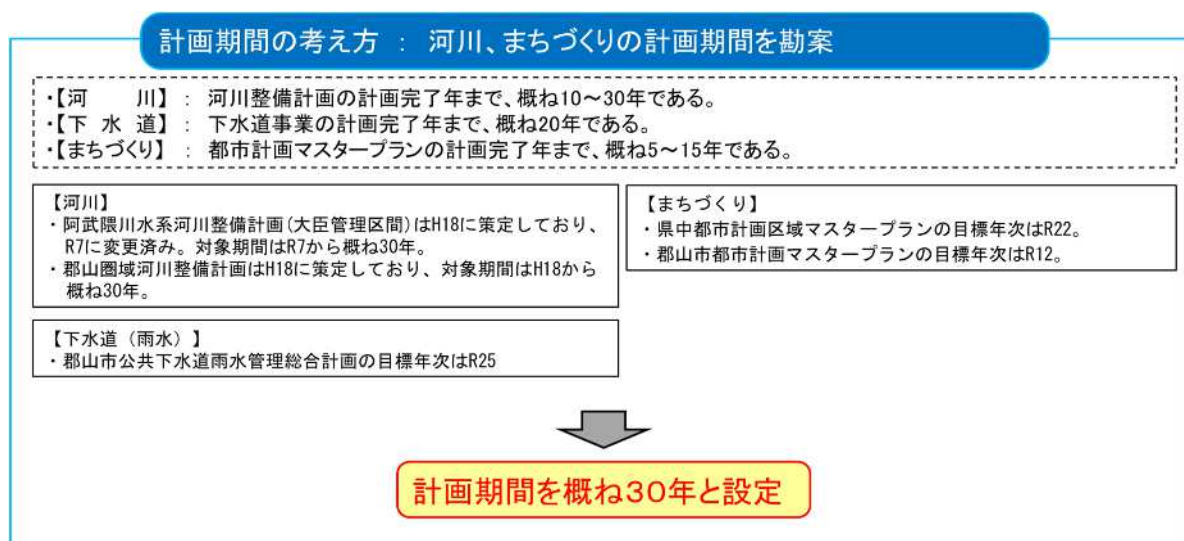 計画期間の考え方 ： 河川、まちづくりの計画期間を勘案
・【河　　川】 ： 河川整備計画の計画完了年まで、概ね10～30年である。
・【下 水 道】 ： 下水道事業の計画完了年まで、概ね20年である。
・【まちづくり】 ： 都市計画マスタープランの計画完了年まで、概ね5～15年である。
【河川】
・阿武隈川水系河川整備計画(大臣管理区間)はH18に策定しており、
R7に変更済み。対象期間はR7から概ね30年。
・郡山圏域河川整備計画はH18に策定しており、対象期間はH18から
概ね30年。
【下水道（雨水）】
・郡山市公共下水道雨水管理総合計画の目標年次はR25
【まちづくり】
・県中都市計画区域マスタープランの目標年次はR22。
・郡山市都市計画マスタープランの目標年次はR12。
計画期間を概ね３０年と設定